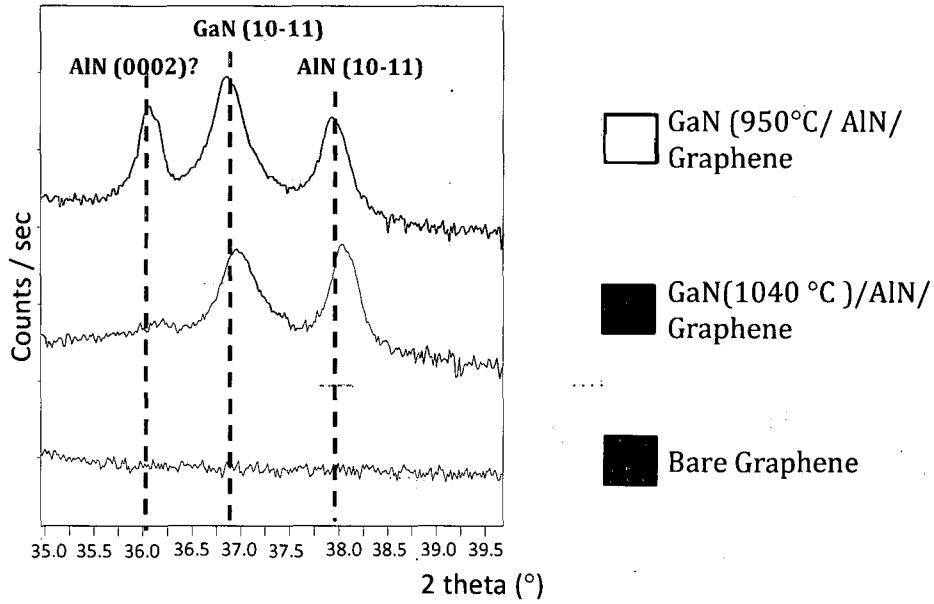 GaN (10-11)
AlN (0002)?
AlN (10-11)
Counts / sec
35.0 35.5 36.0 36.5 37.0 37.5 38.0 38.5 39.0 39.5
2 theta (°)
GaN (950°C/ AlN/
Graphene
GaN(1040 °C )/AlN/
Graphene
Bare Graphene